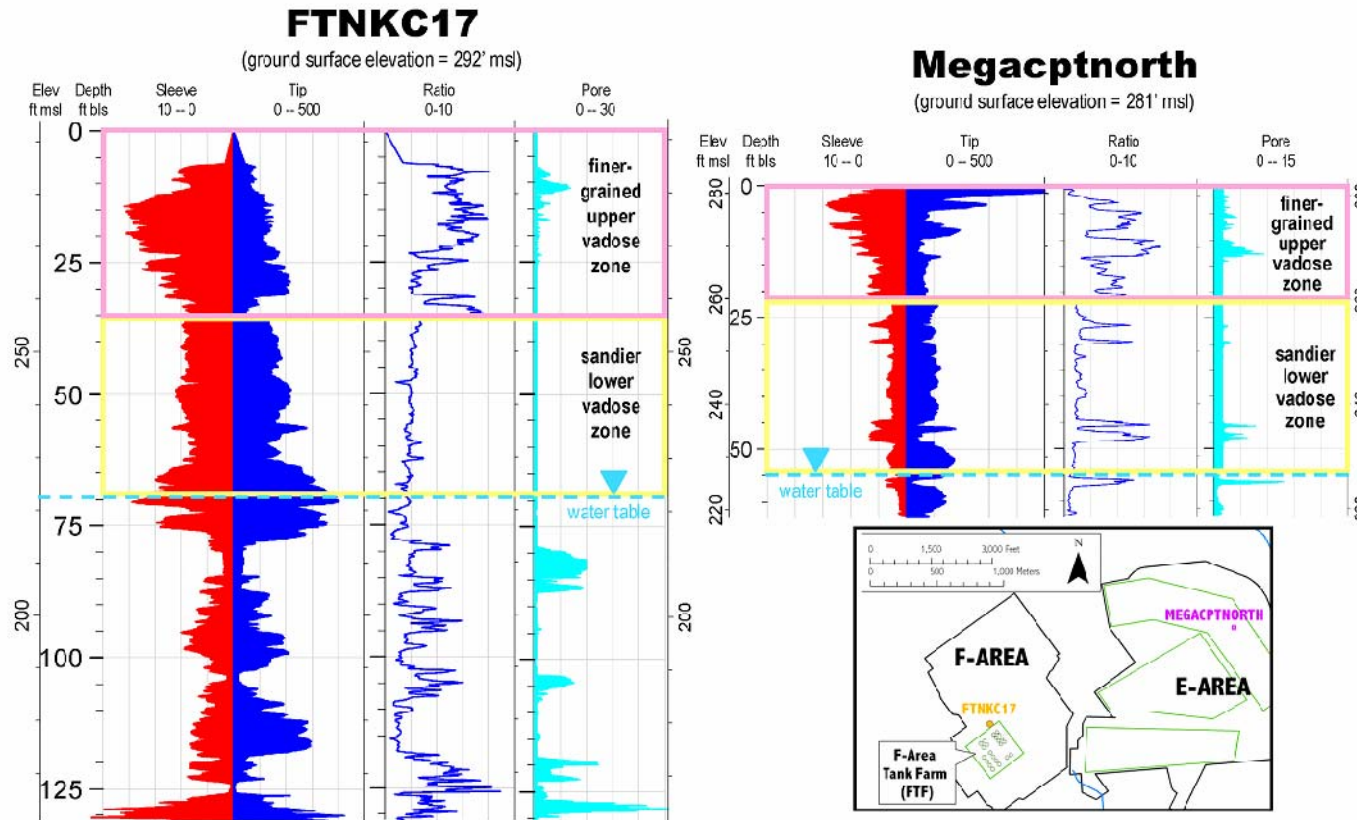 FTNKC17
(ground surface elevation = 292' msl)
Elev Depth Sleeve Tip Ratio Pore
ft msl ft bls 10 -- 0 0 --500 0-10 0 -- 30
0
25
50
75
100
125
250
200
250
200
finer-
grained
upper
vadose
zone
sandier
lower
vadose
zone
water table
Megacptnorth
(ground surface elevation = 281' msl)
Elev Depth Sleeve Tip Ratio Pore
ft msl ft bls 10 -- 0 0 --500 0-10 0 -- 15
0
25
50
280
260
240
220
finer-
grained
upper
vadose
zone
sandier
lower
vadose
zone
water table
0 1,500 3,000 Feet
0 500 1,000 Meters
N
MEGACPTNORTH
F-AREA
E-AREA
FTNKC17
F-Area
Tank Farm
(FTF)